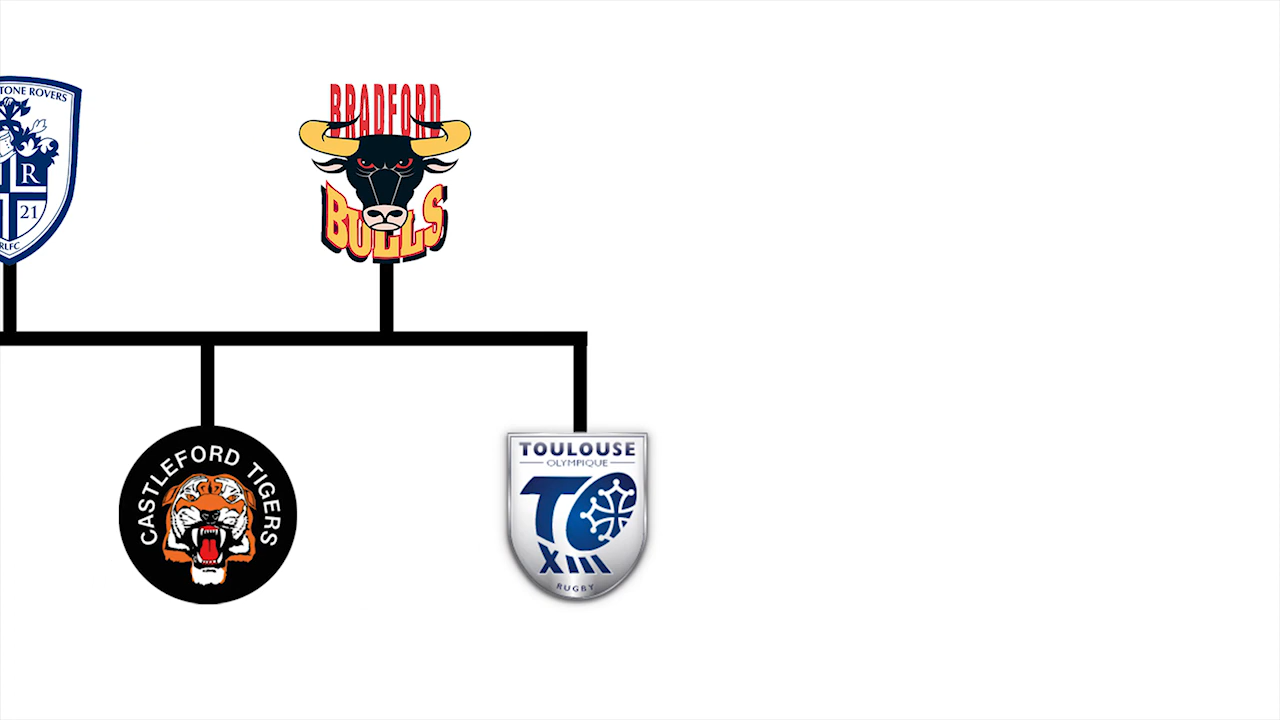 TONE ROVERS
R
21
RLFC
BRADFORD
BULLS
CASTLEFORD TIGERS
TOULOUSE
OLYMPIQUE
TO
XIII
RUGBY